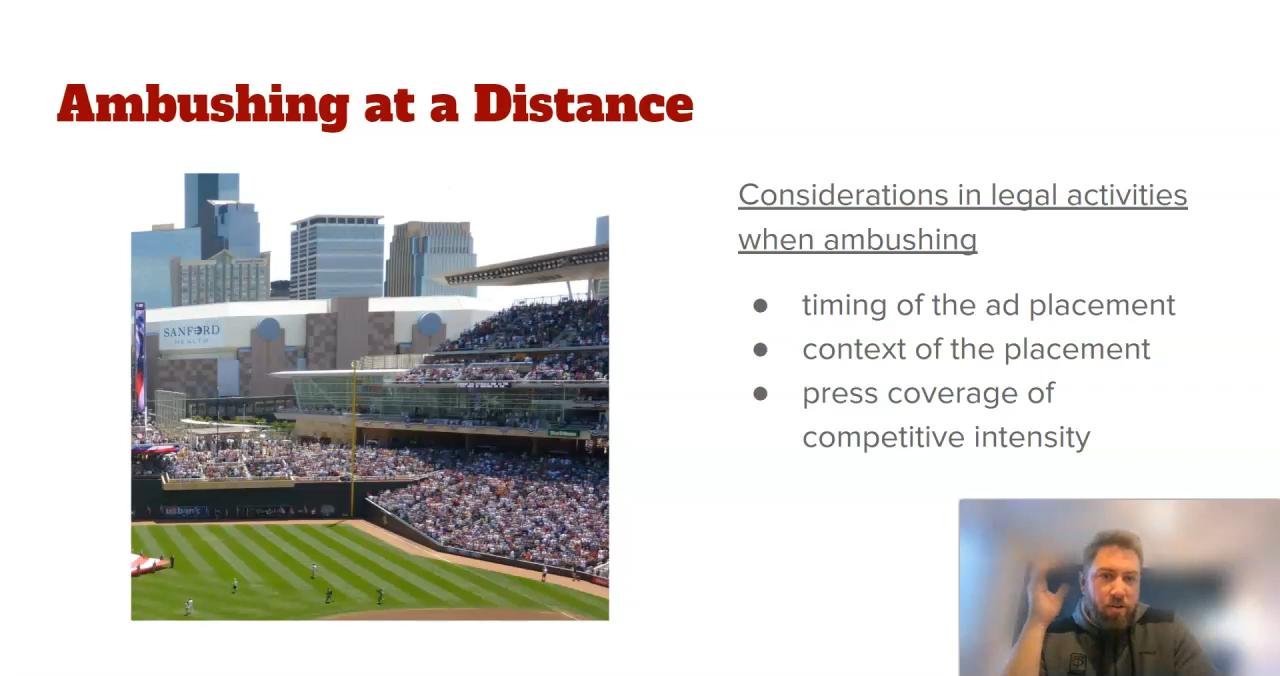 Ambushing at a Distance
Considerations in legal activities
when ambushing
● timing of the ad placement
● context of the placement
● press coverage of
competitive intensity
SANFORD
HEALTH
usbank